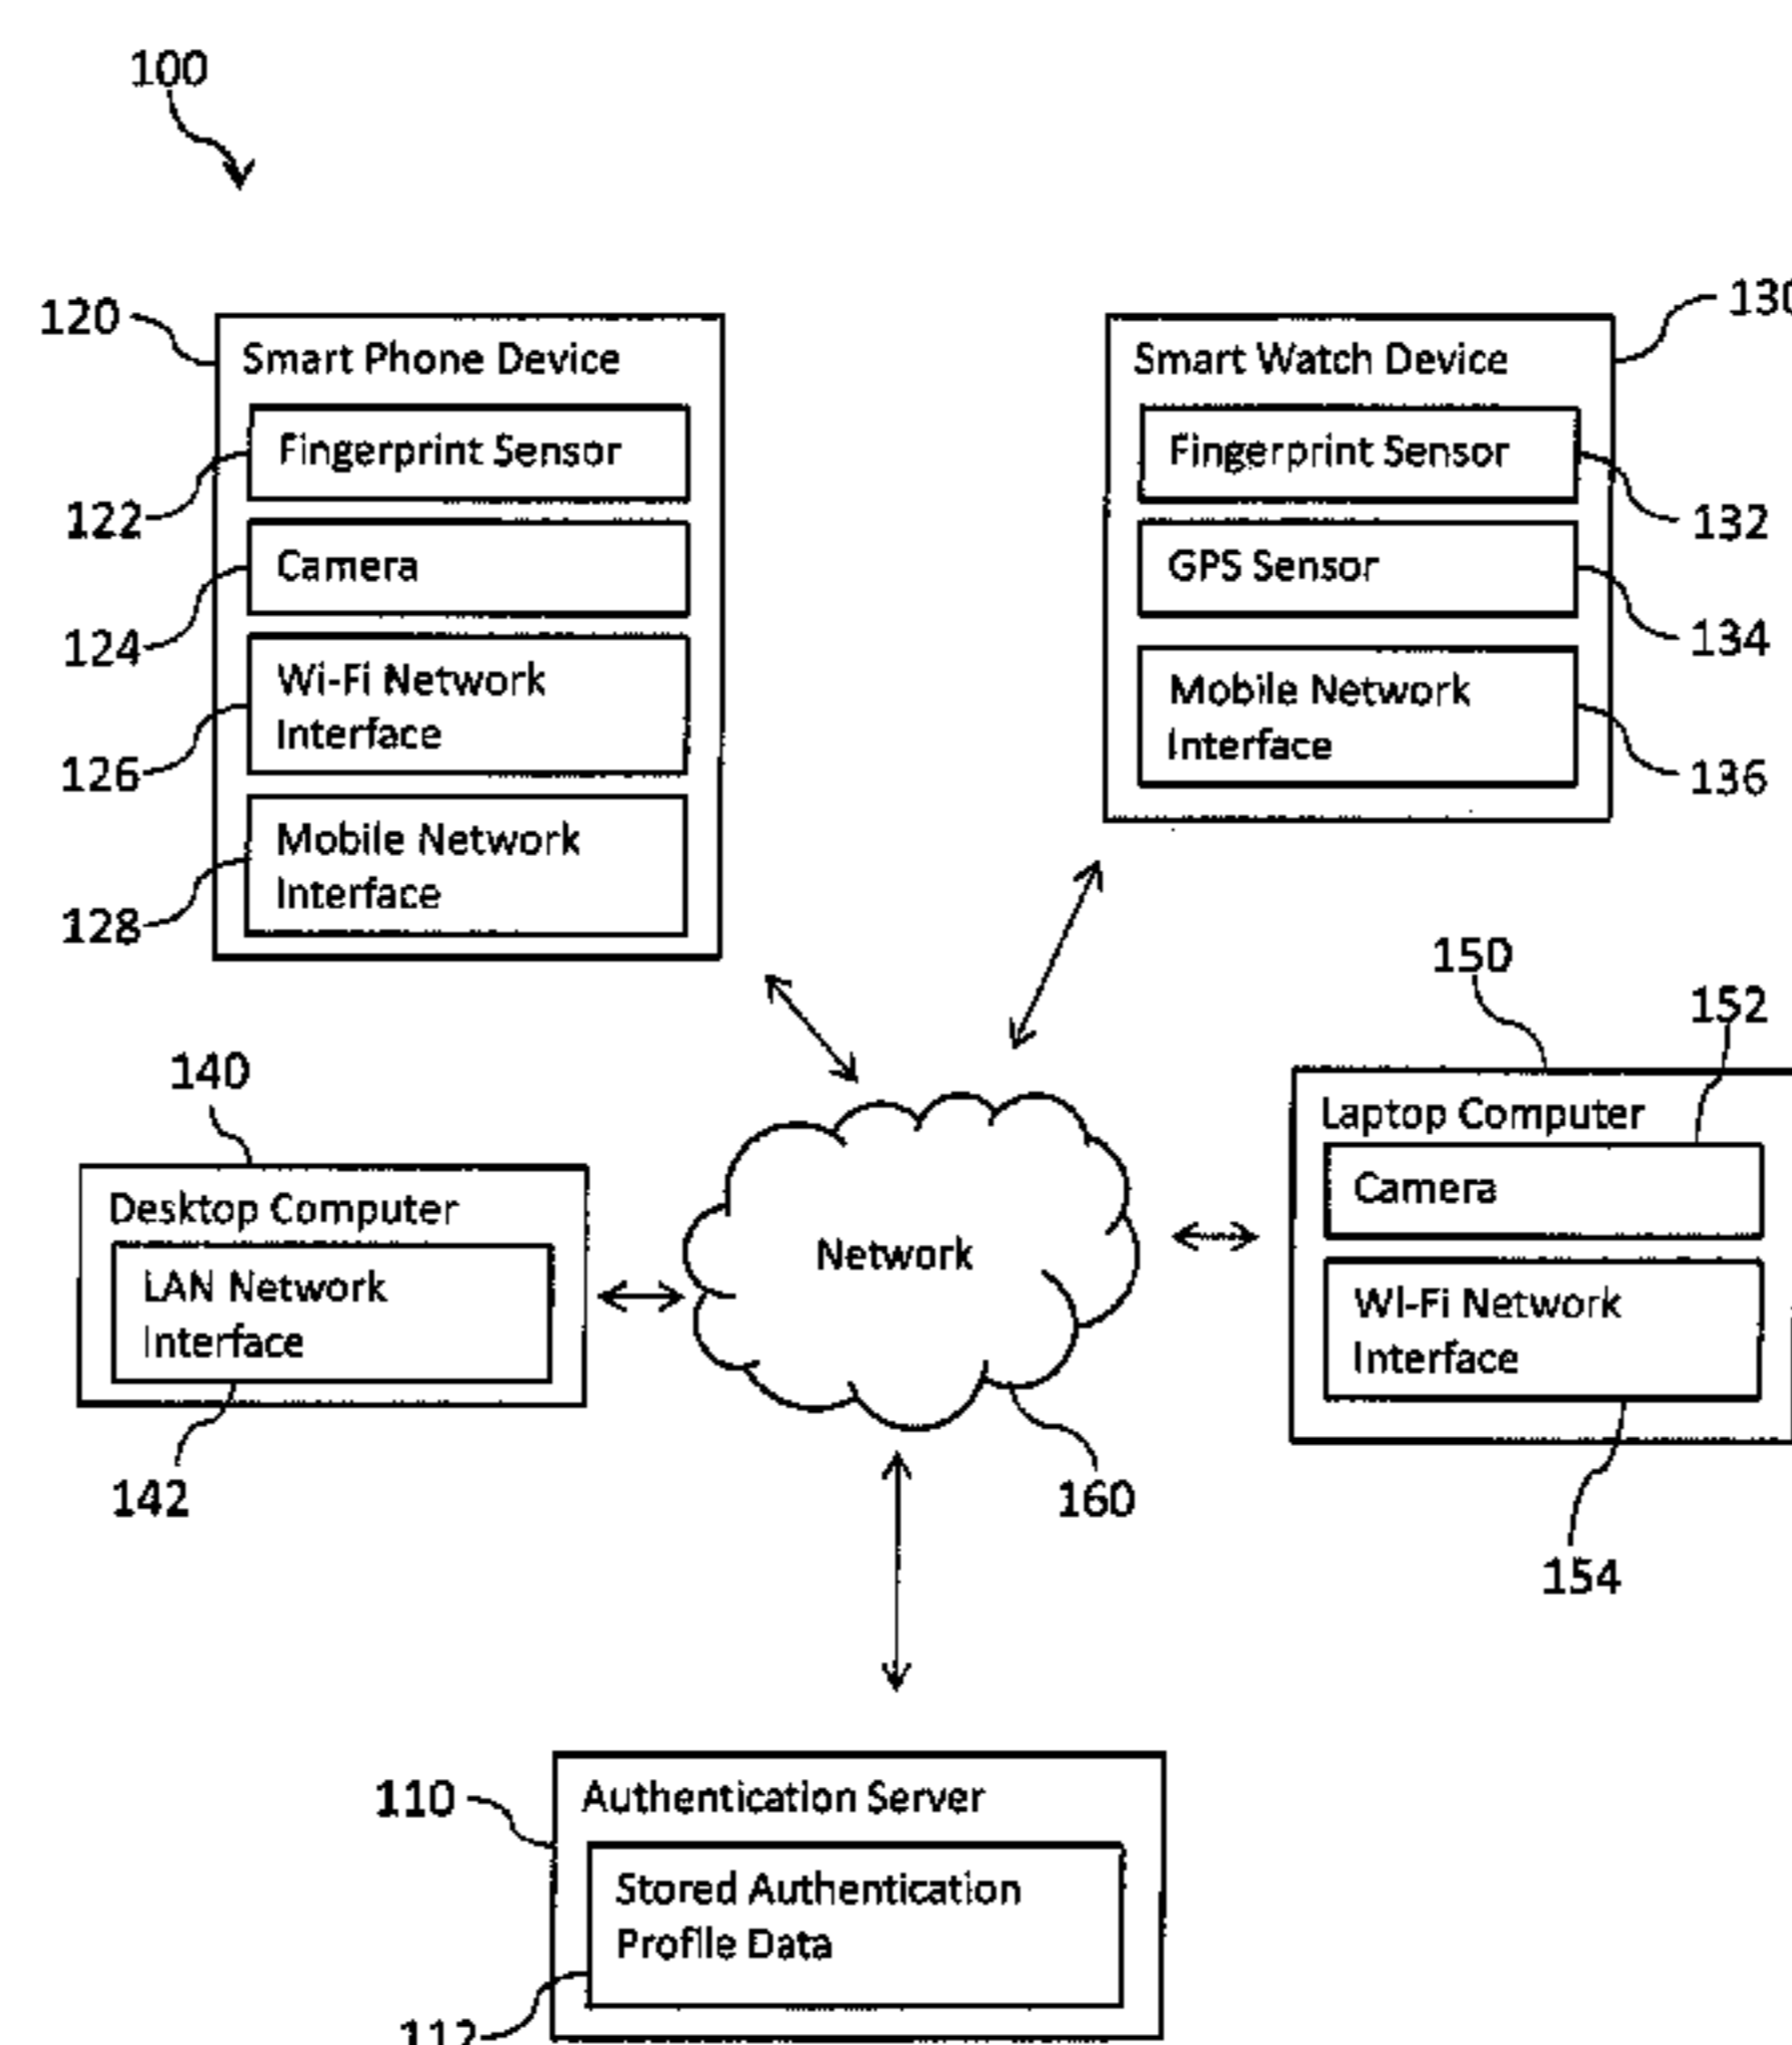 100
120
Smart Phone Device
Fingerprint Sensor
122
Camera
124
Wi-Fi Network
Interface
126
Mobile Network
Interface
128
130
Smart Watch Device
Fingerprint Sensor
132
GPS Sensor
134
Mobile Network
Interface
136
140
Desktop Computer
LAN Network
Interface
142
Network
160
150
152
Laptop Computer
Camera
Wi-Fi Network
Interface
154
110
Authentication Server
Stored Authentication
Profile Data
112